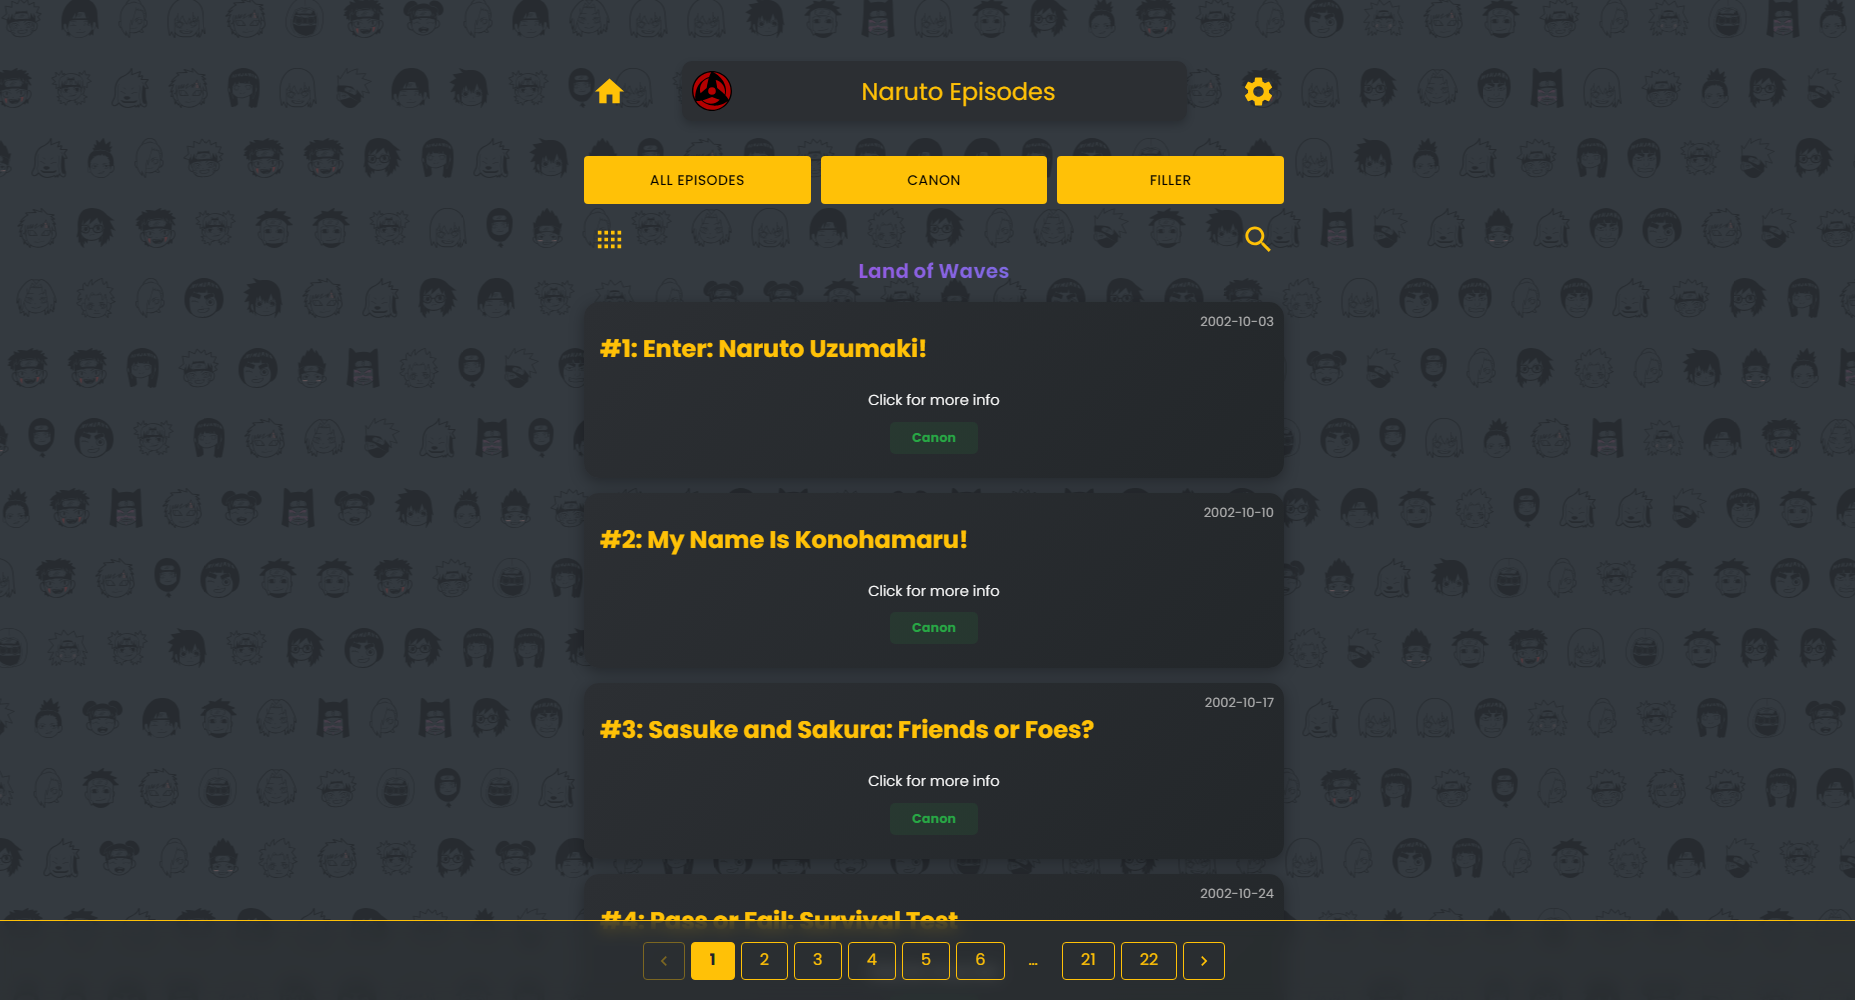 Naruto Episodes
ALL EPISODES
CANON
FILLER
Land of Waves
2002-10-03
#1: Enter: Naruto Uzumaki!
Click for more info
Canon
2002-10-10
#2: My Name Is Konohamaru!
Click for more info
Canon
2002-10-17
#3: Sasuke and Sakura: Friends or Foes?
Click for more info
Canon
2002-10-24
#4: Pass or Fail: Survival Test
‹ 1 2 3 4 5 6 … 21 22 ›